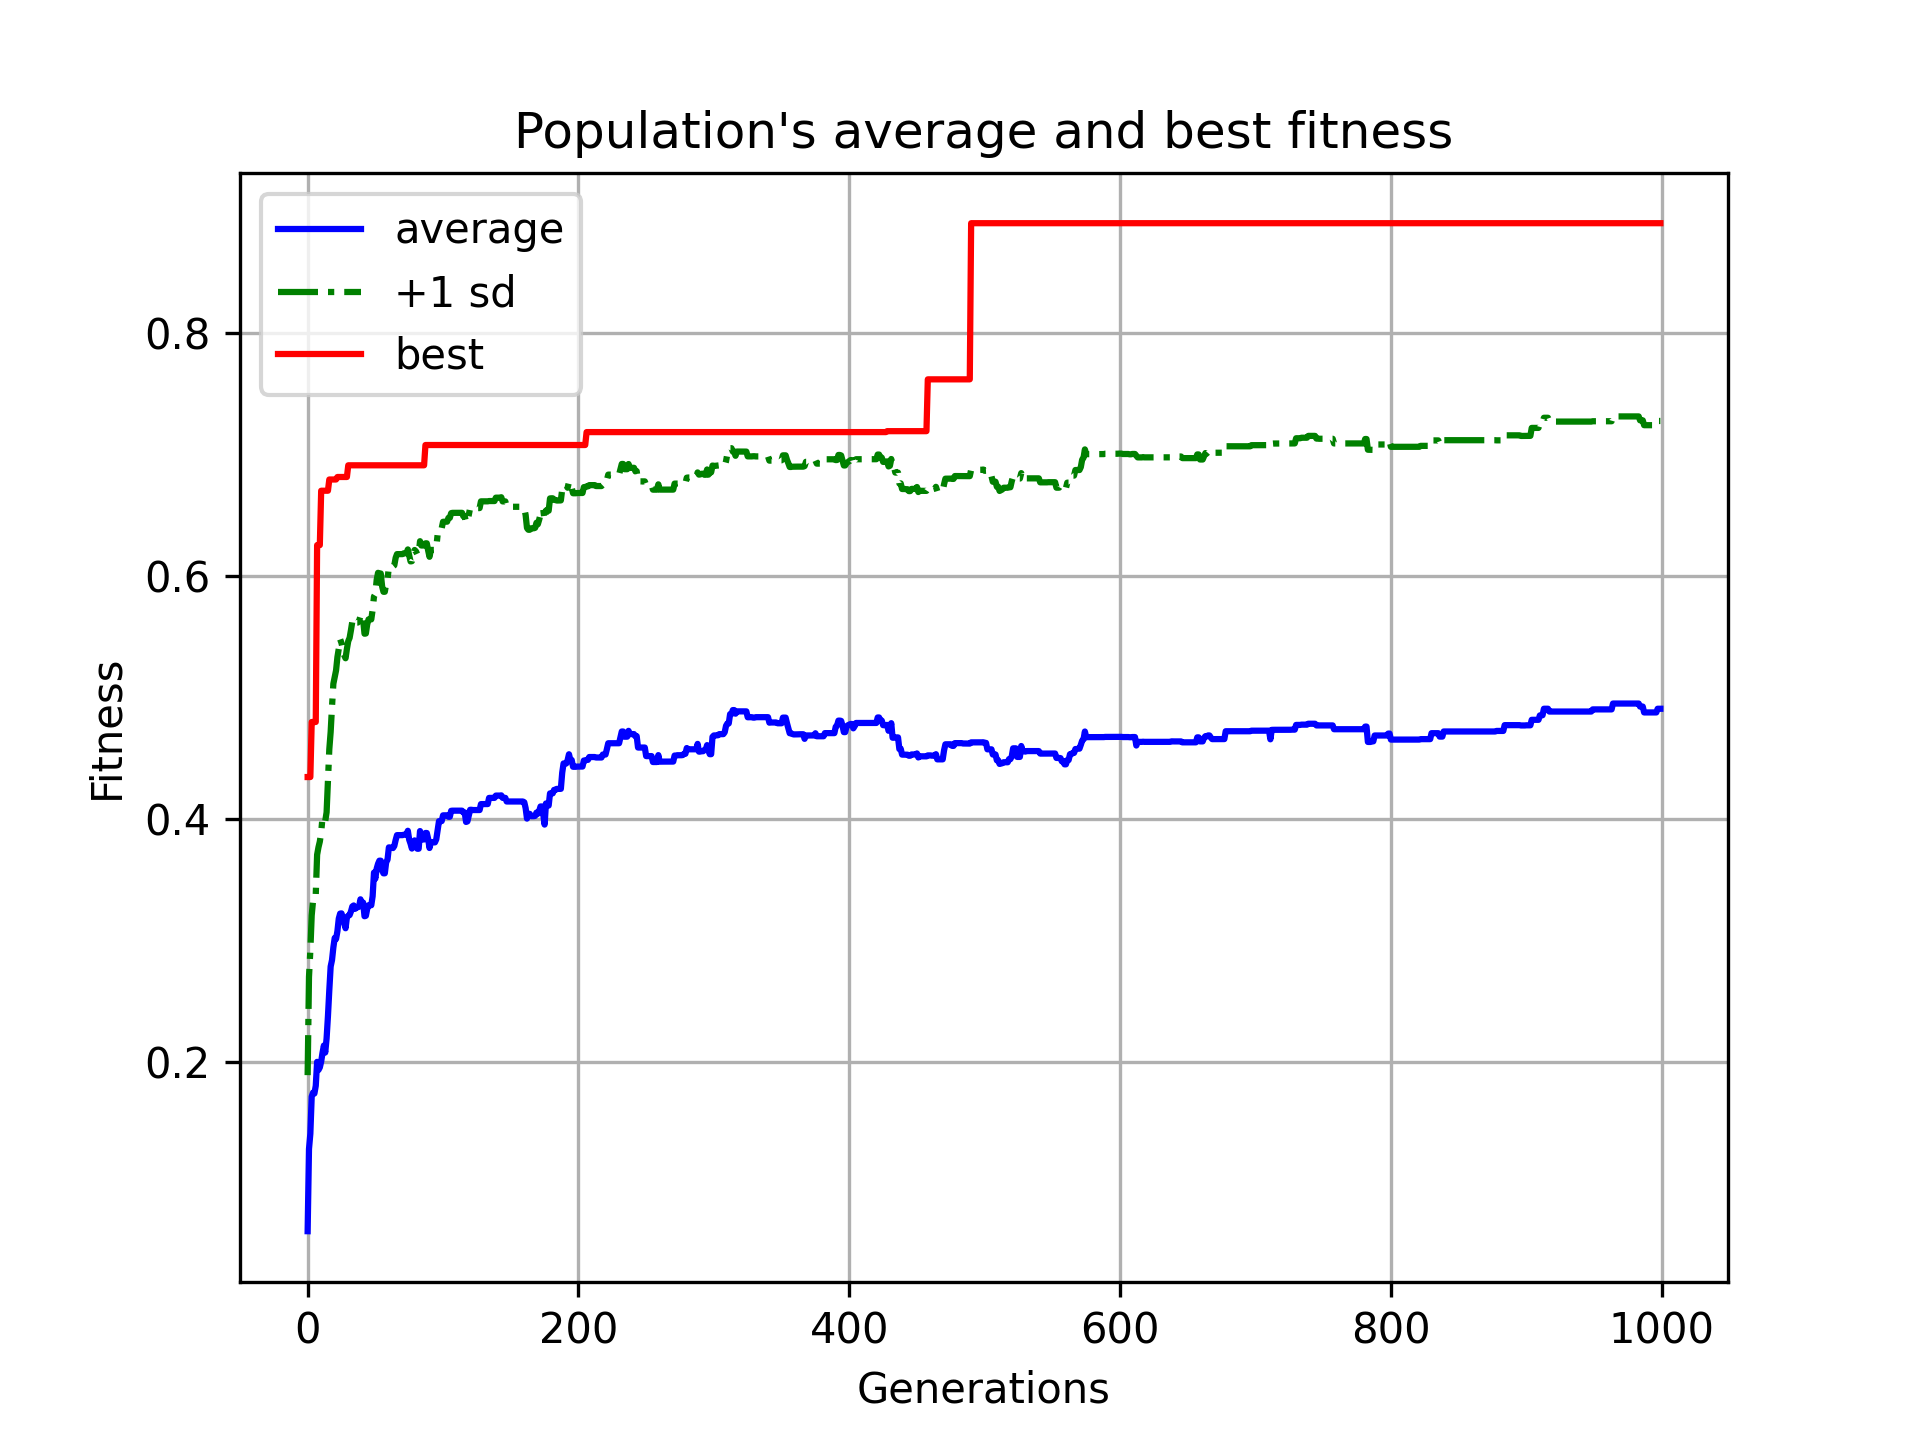 Population's average and best fitness
average
+1 sd
best
Fitness
0.8
0.6
0.4
0.2
0 200 400 600 800 1000
Generations